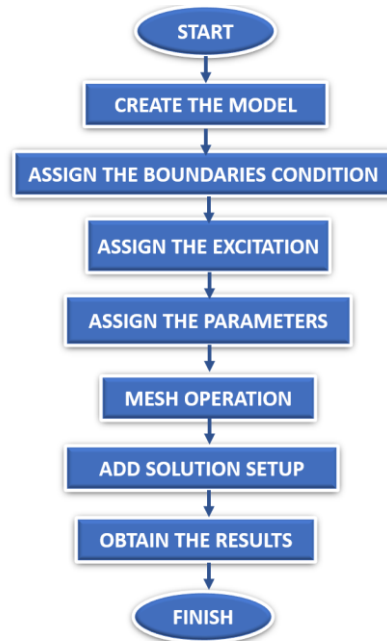 START
CREATE THE MODEL
ASSIGN THE BOUNDARIES CONDITION
ASSIGN THE EXCITATION
ASSIGN THE PARAMETERS
MESH OPERATION
ADD SOLUTION SETUP
OBTAIN THE RESULTS
FINISH